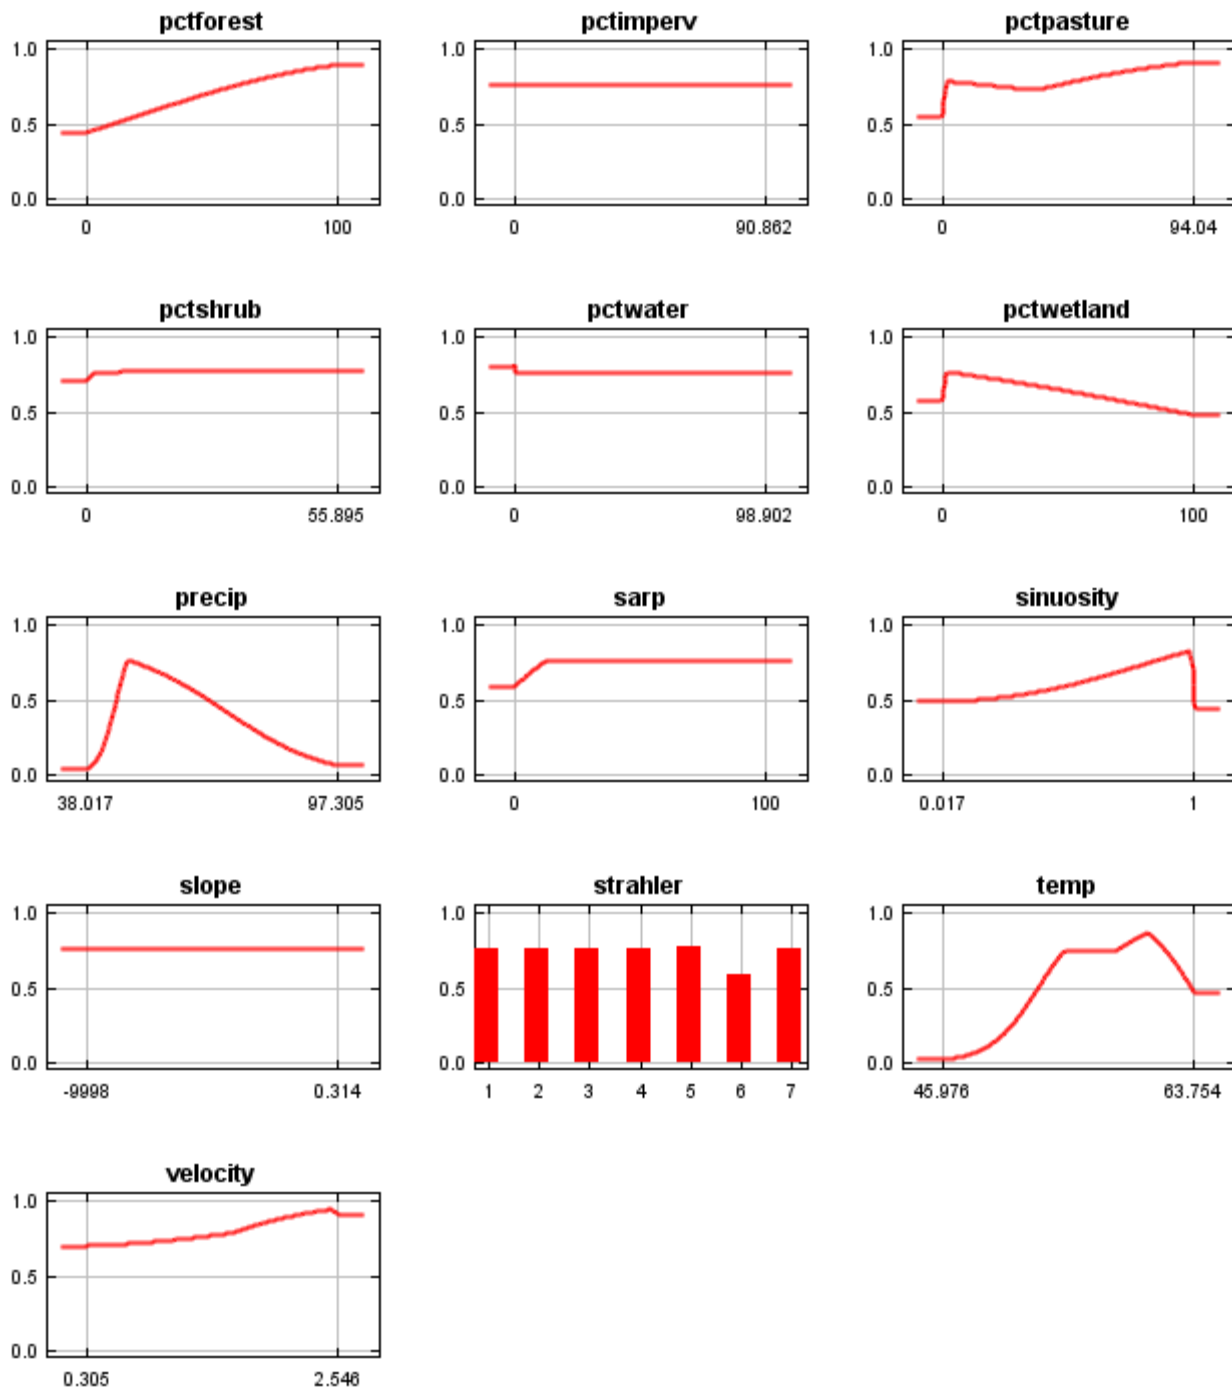 pctforest pctimperv pctpasture
1.0 1.0 1.0
0.5 0.5 0.5
0.0 0.0 0.0
0 100 0 90.862 0 94.04
pctshrub pctwater pctwetland
1.0 1.0 1.0
0.5 0.5 0.5
0.0 0.0 0.0
0 55.895 0 98.902 0 100
precip sarp sinuosity
1.0 1.0 1.0
0.5 0.5 0.5
0.0 0.0 0.0
38.017 97.305 0 100 0.017 1
slope strahler temp
1.0 1.0 1.0
0.5 0.5 0.5
0.0 0.0 0.0
-9998 0.314 1 2 3 4 5 6 7 45.976 63.754
velocity
1.0
0.5
0.0
0.305 2.546